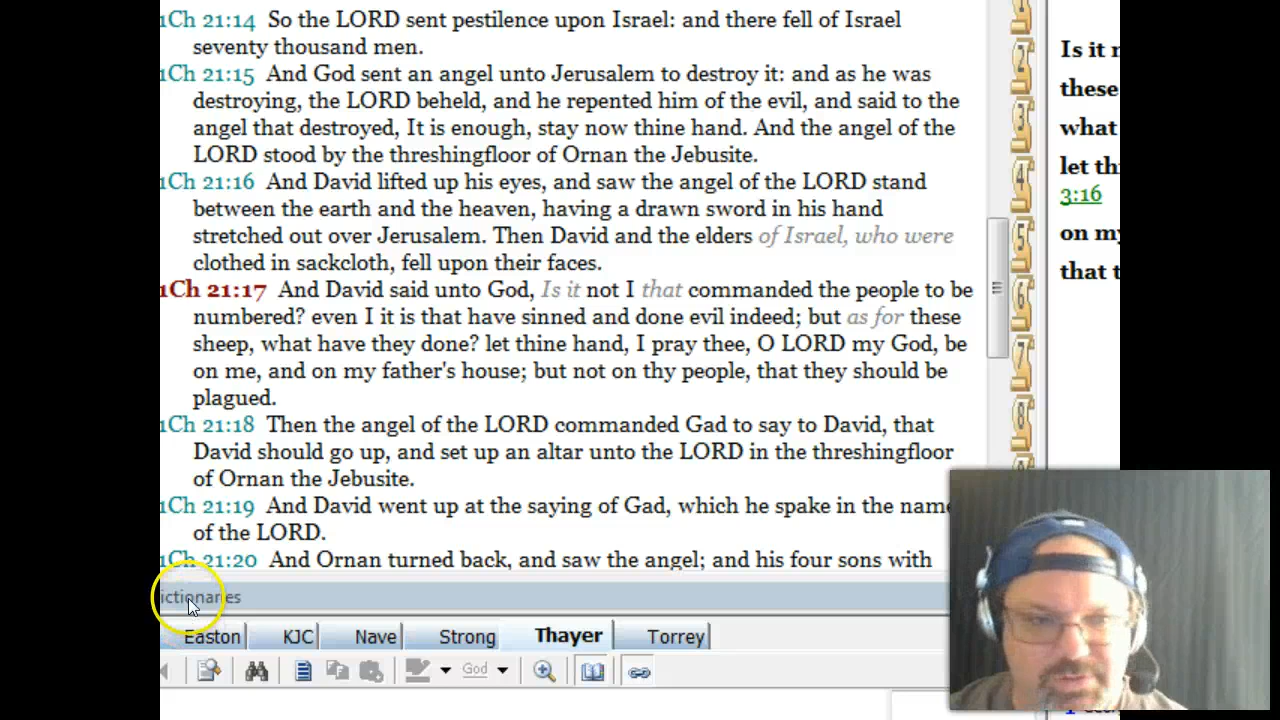 1Ch 21:14 So the LORD sent pestilence upon Israel: and there fell of Israel
seventy thousand men.
1Ch 21:15 And God sent an angel unto Jerusalem to destroy it: and as he was
destroying, the LORD beheld, and he repented him of the evil, and said to the
angel that destroyed, It is enough, stay now thine hand. And the angel of the
LORD stood by the threshingfloor of Ornan the Jebusite.
1Ch 21:16 And David lifted up his eyes, and saw the angel of the LORD stand
between the earth and the heaven, having a drawn sword in his hand
stretched out over Jerusalem. Then David and the elders of Israel, who were
clothed in sackcloth, fell upon their faces.
1Ch 21:17 And David said unto God, Is it not I that commanded the people to be
numbered? even I it is that have sinned and done evil indeed; but as for these
sheep, what have they done? let thine hand, I pray thee, O LORD my God, be
on me, and on my father's house; but not on thy people, that they should be
plagued.
1Ch 21:18 Then the angel of the LORD commanded Gad to say to David, that
David should go up, and set up an altar unto the LORD in the threshingfloor
of Ornan the Jebusite.
1Ch 21:19 And David went up at the saying of Gad, which he spake in the name
of the LORD.
1Ch 21:20 And Ornan turned back, and saw the angel; and his four sons with
ictionaries
Easton KJC Nave Strong Thayer Torrey
God
2
3
4
5
6
7
8
Is it
these
what
let
3:16
on
that